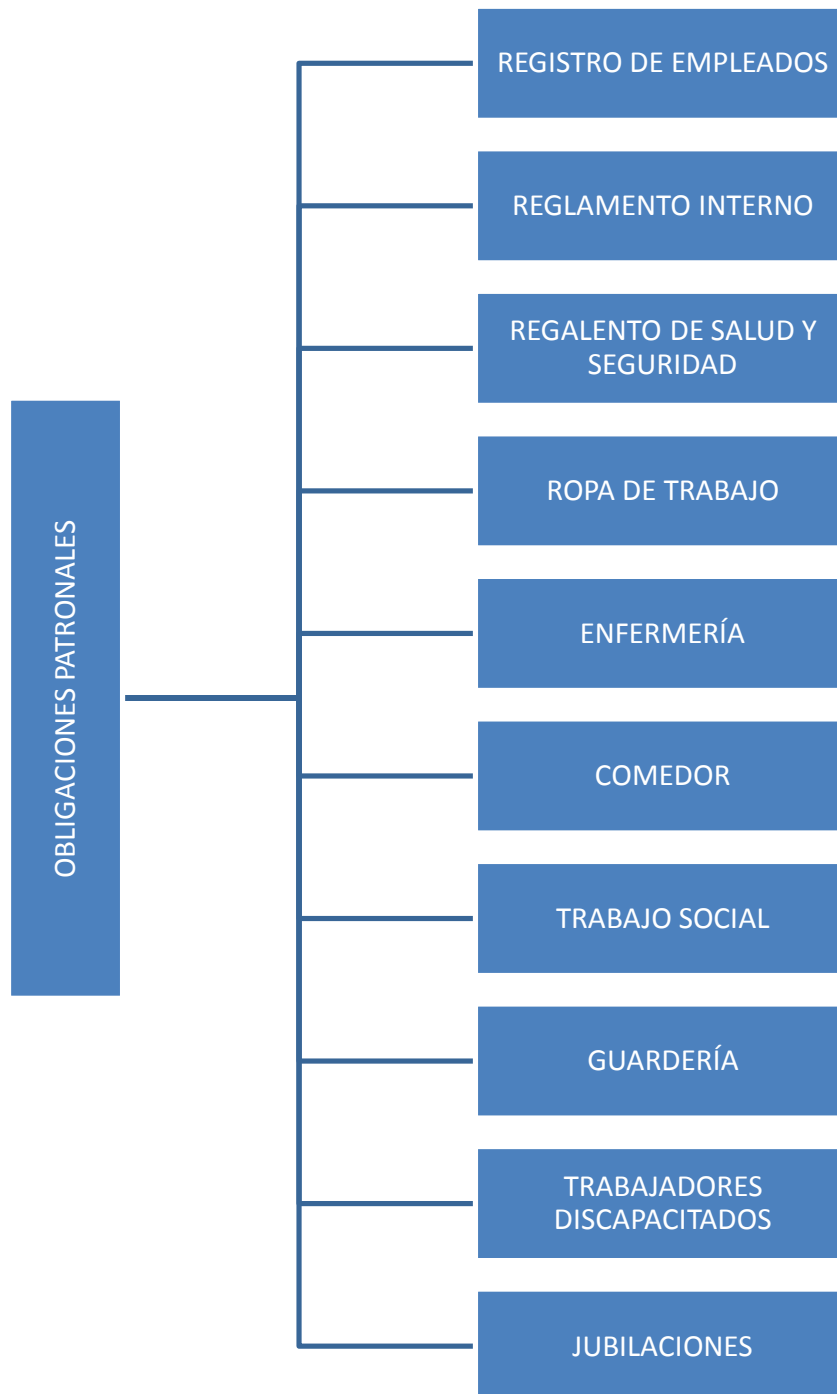 OBLIGACIONES PATRONALES
REGISTRO DE EMPLEADOS
REGLAMENTO INTERNO
REGALENTO DE SALUD Y
SEGURIDAD
ROPA DE TRABAJO
ENFERMERÍA
COMEDOR
TRABAJO SOCIAL
GUARDERÍA
TRABAJADORES
DISCAPACITADOS
JUBILACIONES